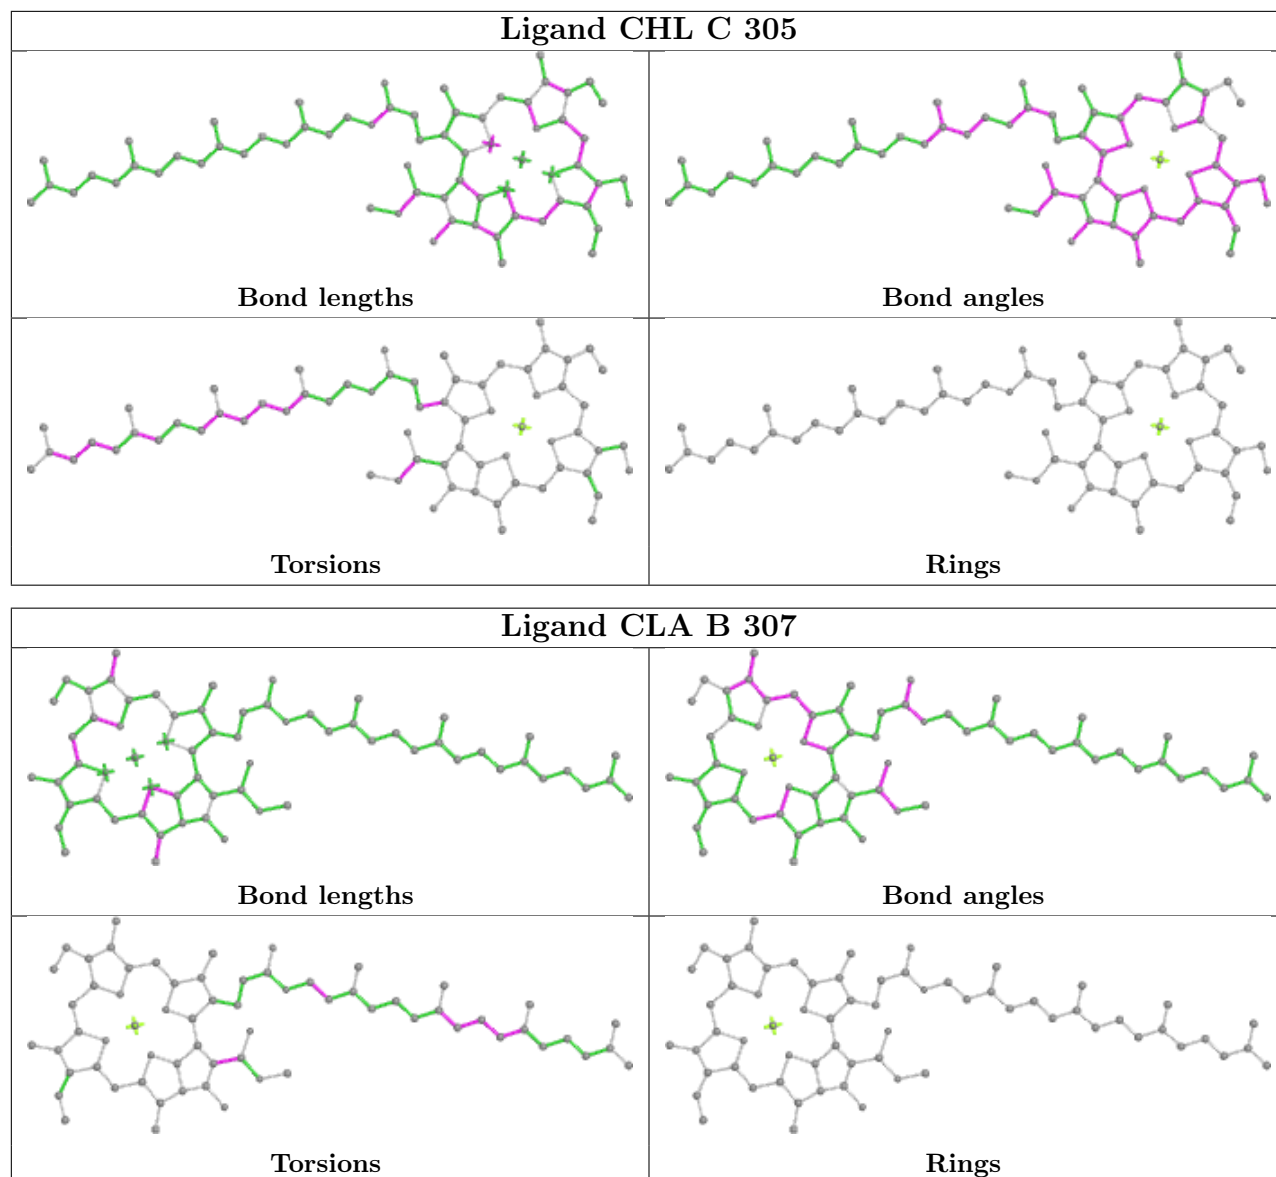 Ligand CHL C 305
Bond lengths
Bond angles
Torsions
Rings
Ligand CLA B 307
Bond lengths
Bond angles
Torsions
Rings